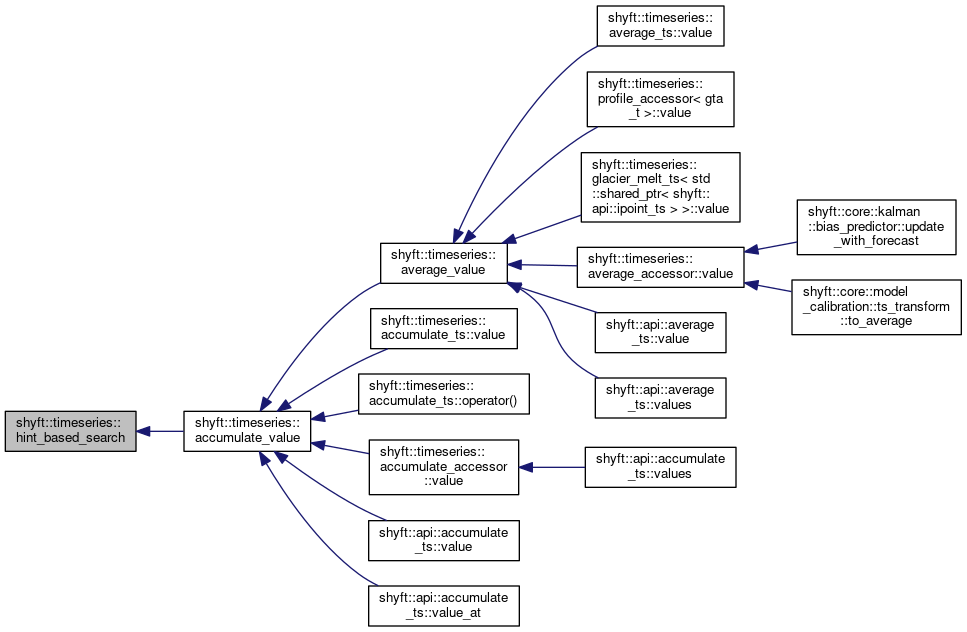 shyft::timeseries::
average_ts::value
shyft::timeseries::
profile_accessor< gta
_t >::value
shyft::timeseries::
glacier_melt_ts< std
::shared_ptr< shyft::
api::ipoint_ts > >::value
shyft::core::kalman
::bias_predictor::update
_with_forecast
shyft::timeseries::
average_value
shyft::timeseries::
average_accessor::value
shyft::core::model
_calibration::ts_transform
::to_average
shyft::timeseries::
accumulate_ts::value
shyft::api::average
_ts::value
shyft::timeseries::
accumulate_ts::operator()
shyft::api::average
_ts::values
shyft::timeseries::
hint_based_search
shyft::timeseries::
accumulate_value
shyft::timeseries::
accumulate_accessor
::value
shyft::api::accumulate
_ts::values
shyft::api::accumulate
_ts::value
shyft::api::accumulate
_ts::value_at